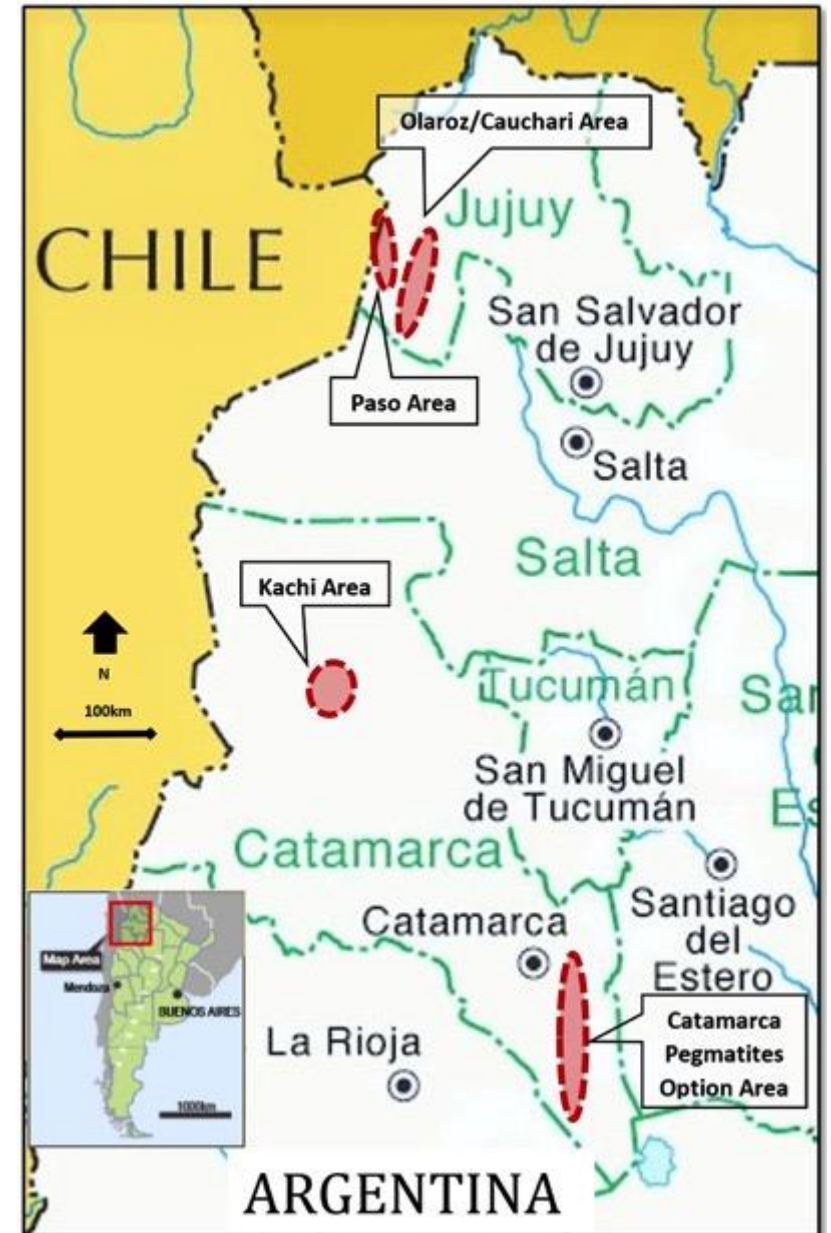 Olaroz/Cauchari Area
CHILE
Jujuy
San Salvador
de Jujuy
Paso Area
Salta
Salta
Kachi Area
N
100km
Tucumán
San Miguel
de Tucumán
Catamarca
Catamarca
Santiago
del
Estero
Catamarca
Pegmatites
Option Area
La Rioja
Map Area
Mendoza
BUENOS AIRES
1000km
ARGENTINA